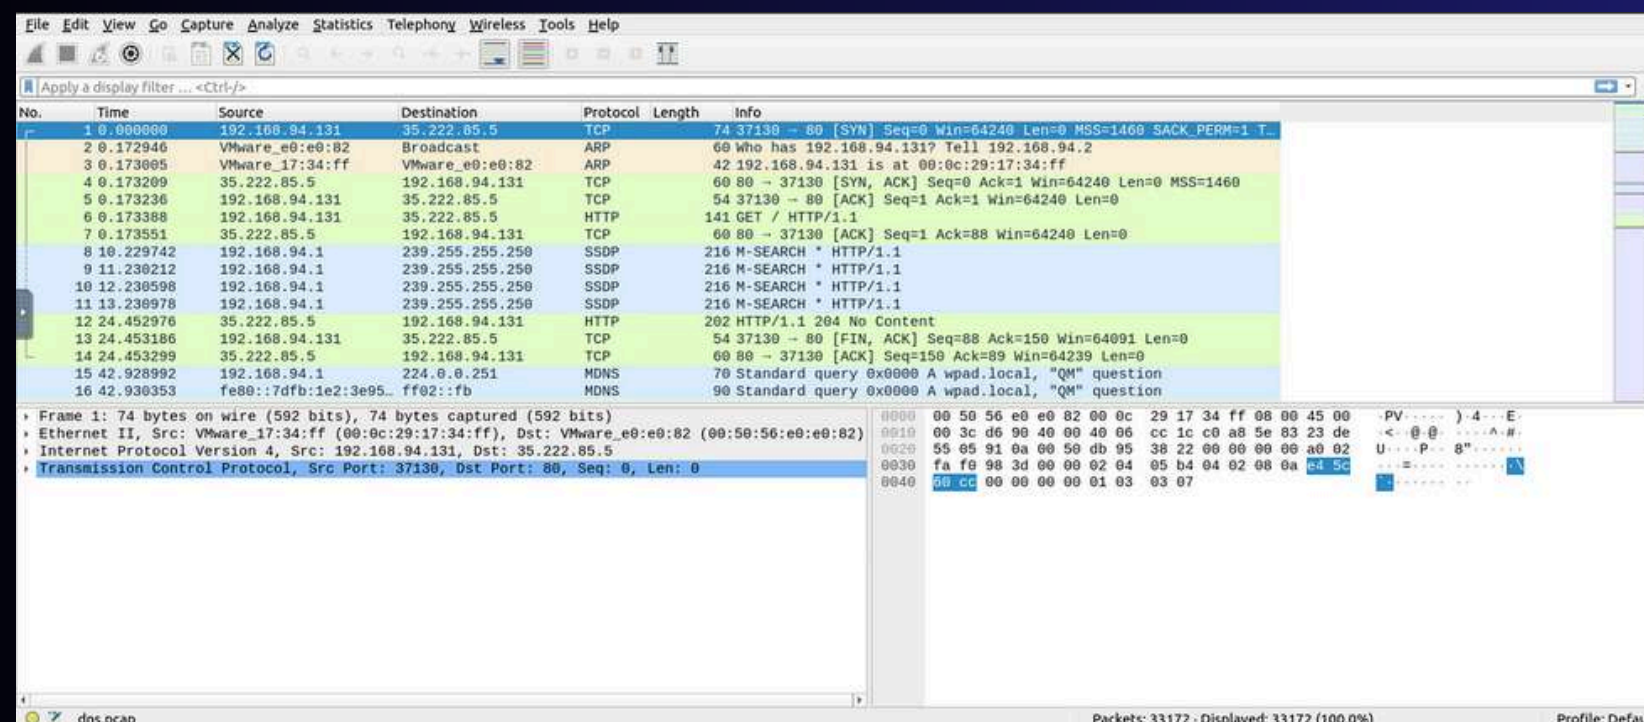 File Edit View Go Capture Analyze Statistics Telephony Wireless Tools Help
Apply a display filter ... <Ctrl-/>
No. Time Source Destination Protocol Length Info
1 0.000000 192.168.94.131 35.222.85.5 TCP 74 37130 → 80 [SYN] Seq=0 Win=64240 Len=0 MSS=1460 SACK_PERM=1 T…
2 0.172946 VMware_e0:e0:82 Broadcast ARP 60 Who has 192.168.94.131? Tell 192.168.94.2
3 0.173005 VMware_17:34:ff VMware_e0:e0:82 ARP 42 192.168.94.131 is at 00:0c:29:17:34:ff
4 0.173209 35.222.85.5 192.168.94.131 TCP 60 80 → 37130 [SYN, ACK] Seq=0 Ack=1 Win=64240 Len=0 MSS=1460
5 0.173236 192.168.94.131 35.222.85.5 TCP 54 37130 → 80 [ACK] Seq=1 Ack=1 Win=64240 Len=0
6 0.173388 192.168.94.131 35.222.85.5 HTTP 141 GET / HTTP/1.1
7 0.173551 35.222.85.5 192.168.94.131 TCP 60 80 → 37130 [ACK] Seq=1 Ack=88 Win=64240 Len=0
8 10.229742 192.168.94.1 239.255.255.250 SSDP 216 M-SEARCH * HTTP/1.1
9 11.230212 192.168.94.1 239.255.255.250 SSDP 216 M-SEARCH * HTTP/1.1
10 12.230598 192.168.94.1 239.255.255.250 SSDP 216 M-SEARCH * HTTP/1.1
11 13.230978 192.168.94.1 239.255.255.250 SSDP 216 M-SEARCH * HTTP/1.1
12 24.452976 35.222.85.5 192.168.94.131 HTTP 202 HTTP/1.1 204 No Content
13 24.453186 192.168.94.131 35.222.85.5 TCP 54 37130 → 80 [FIN, ACK] Seq=88 Ack=150 Win=64091 Len=0
14 24.453299 35.222.85.5 192.168.94.131 TCP 60 80 → 37130 [ACK] Seq=150 Ack=89 Win=64239 Len=0
15 42.928992 192.168.94.1 224.0.0.251 MDNS 70 Standard query 0x0000 A wpad.local, "QM" question
16 42.930353 fe80::7dfb:1e2:3e95… ff02::fb MDNS 90 Standard query 0x0000 A wpad.local, "QM" question
Frame 1: 74 bytes on wire (592 bits), 74 bytes captured (592 bits)
Ethernet II, Src: VMware_17:34:ff (00:0c:29:17:34:ff), Dst: VMware_e0:e0:82 (00:50:56:e0:e0:82)
Internet Protocol Version 4, Src: 192.168.94.131, Dst: 35.222.85.5
Transmission Control Protocol, Src Port: 37130, Dst Port: 80, Seq: 0, Len: 0
0000 00 50 56 e0 e0 82 00 0c 29 17 34 ff 08 00 45 00 ·PV····· )·4···E·
0010 00 3c d6 90 40 00 40 06 cc 1c c0 a8 5e 83 23 de ·<··@·@· ····^·#·
0020 55 05 91 0a 00 50 db 95 38 22 00 00 00 00 a0 02 U····P·· 8"······
0030 fa f0 98 3d 00 00 02 04 05 b4 04 02 08 0a e4 5c ···=···· ·······\
0040 60 cc 00 00 00 00 01 03 03 07 `······· ··
dns.pcap
Packets: 33172 · Displayed: 33172 (100.0%)
Profile: Defau